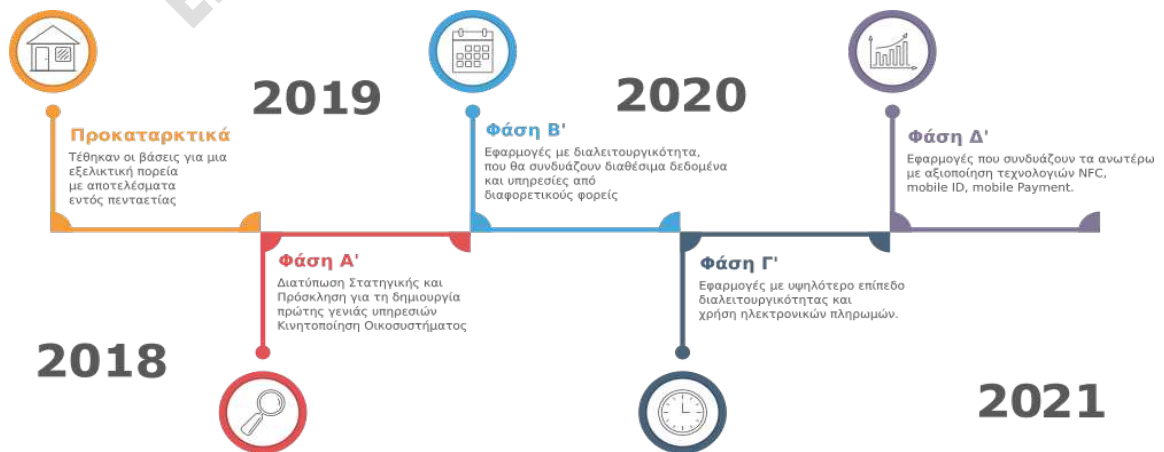 2019
2020
Προκαταρκτικά
Τέθηκαν οι βάσεις για μια
εξελικτική πορεία
με αποτελέσματα
εντός πενταετίας
Φάση Β'
Εφαρμογές με διαλειτουργικότητα,
που θα συνδυάζουν διαθέσιμα δεδομένα
και υπηρεσίες από
διαφορετικούς φορείς
Φάση Δ'
Εφαρμογές που συνδυάζουν τα ανωτέρω
με αξιοποίηση τεχνολογιών NFC,
mobile ID, mobile Payment.
Φάση Α'
Διατύπωση Στατηγικής και
Πρόσκληση για τη δημιουργία
πρώτης γενιάς υπηρεσιών
Κινητοποίηση Οικοσυστήματος
Φάση Γ'
Εφαρμογές με υψηλότερο επίπεδο
διαλειτουργικότητας και
χρήση ηλεκτρονικών πληρωμών.
2018
2021